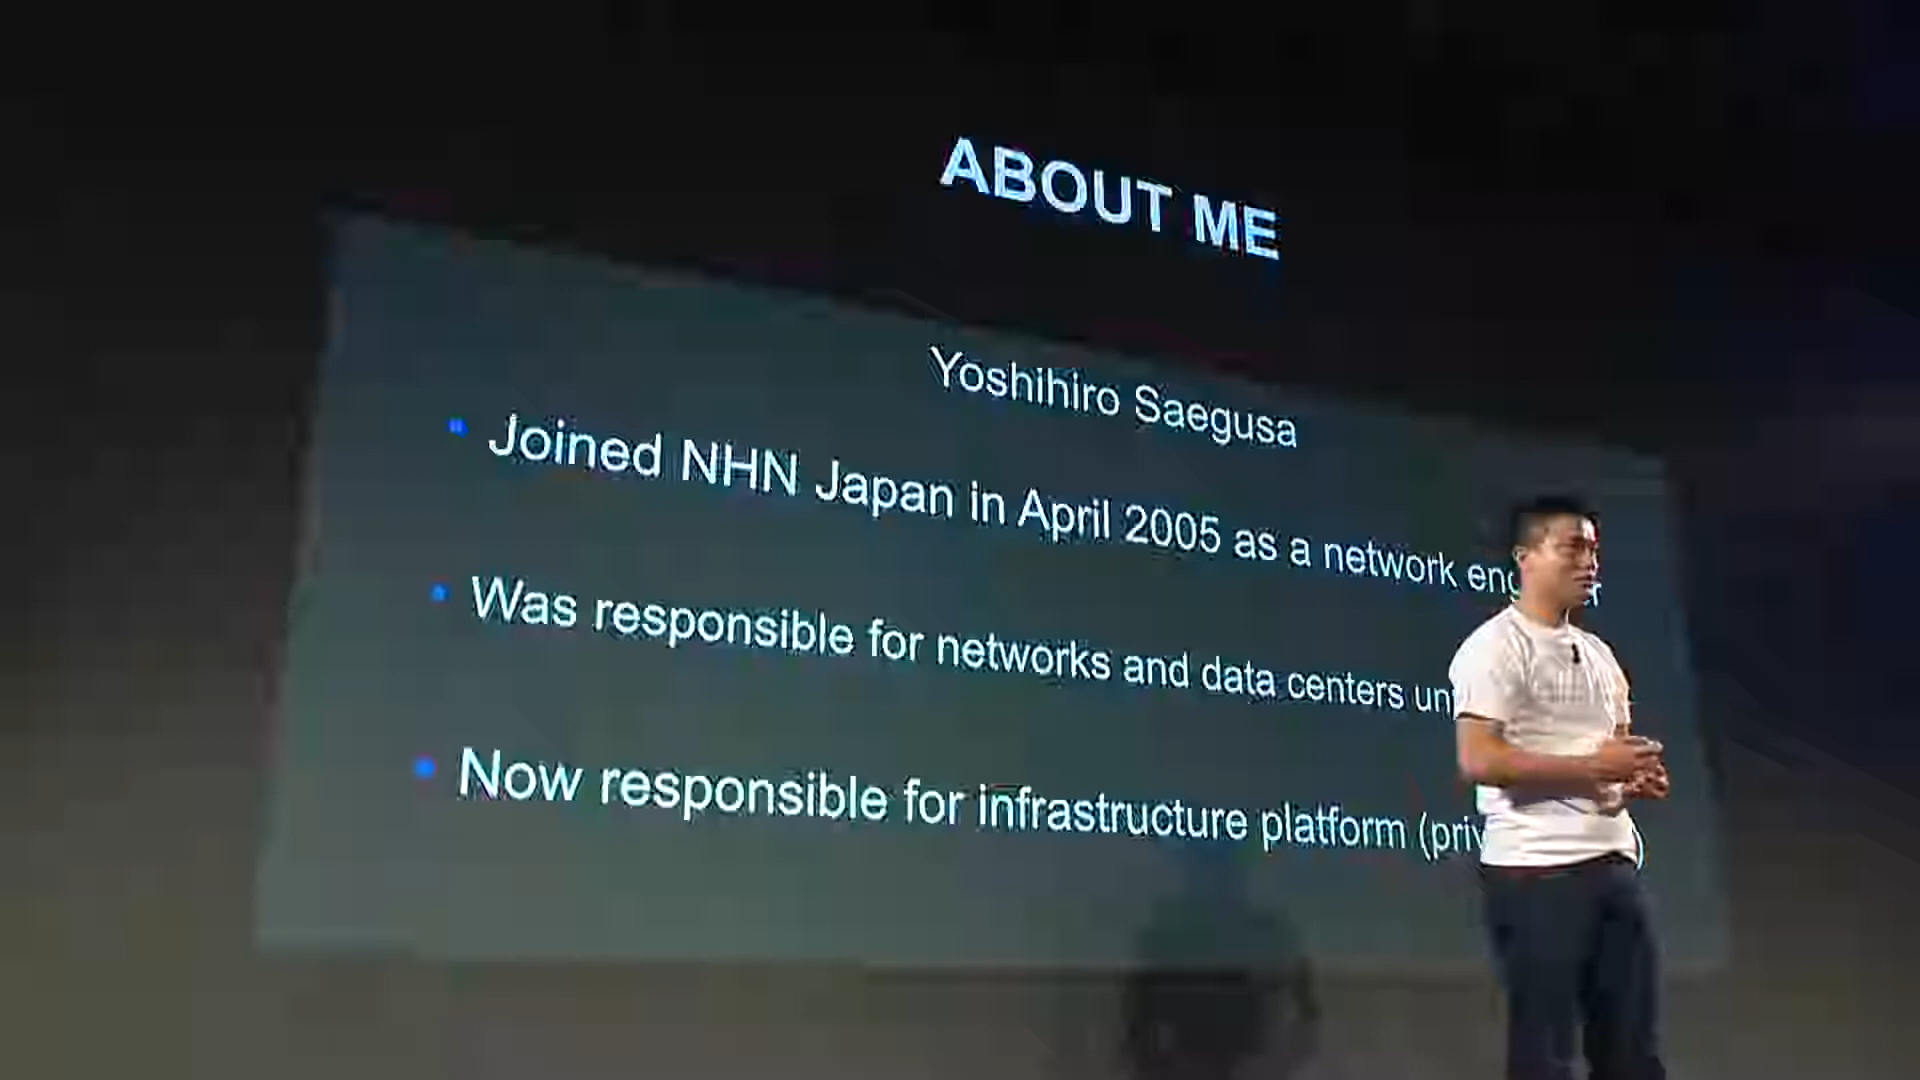 ABOUT ME
Yoshihiro Saegusa
Joined NHN Japan in April 2005 as a network
Was responsible for networks and data centers
Now responsible for infrastructure platform